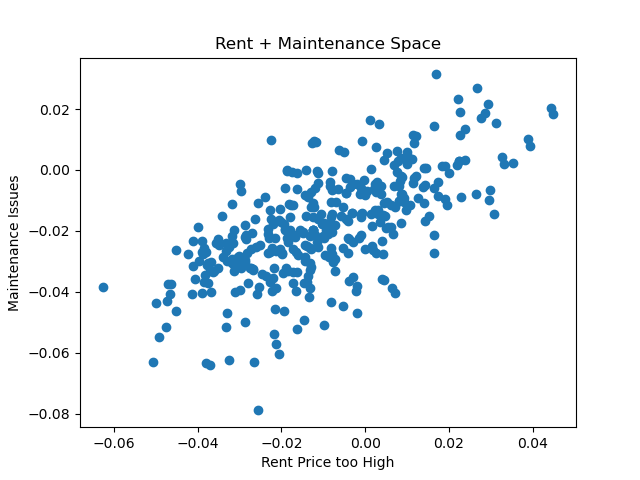 Rent + Maintenance Space
0.02
0.00
−0.02
−0.04
−0.06
−0.08
Maintenance Issues
−0.06 −0.04 −0.02 0.00 0.02 0.04
Rent Price too High